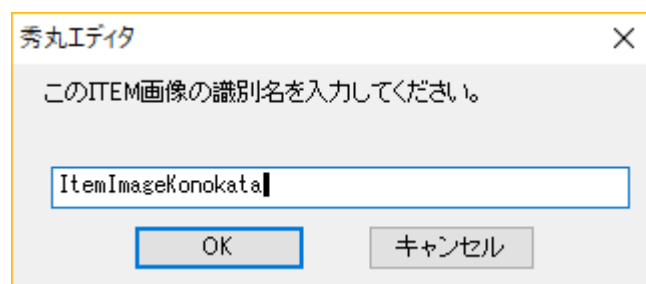 秀丸エディタ
このITEM画像の識別名を入力してください。
ItemImageKonokata
OK キャンセル